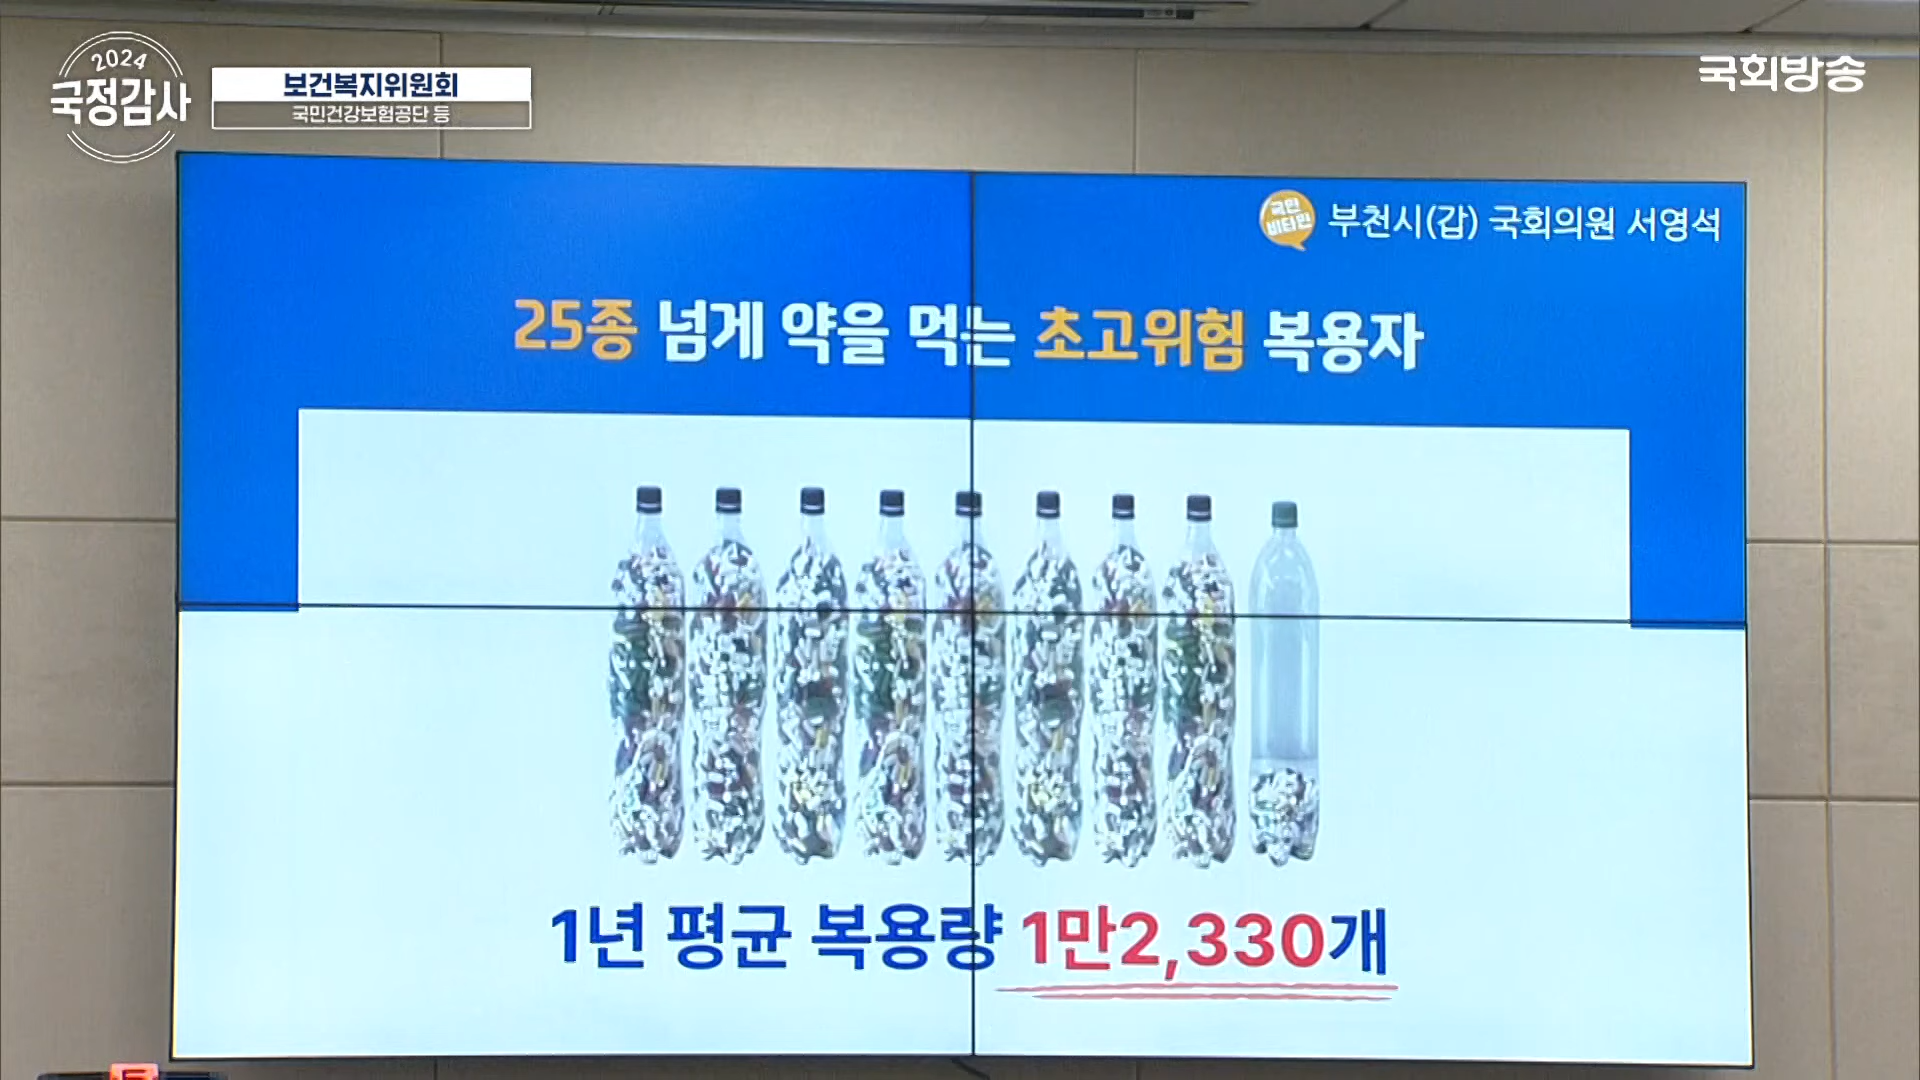 2024
국정감사
보건복지위원회
국민건강보험공단 등
국회방송
국민
비타민
부천시(갑) 국회의원 서영석
25종 넘게 약을 먹는 초고위험 복용자
1년 평균 복용량 1만2,330개